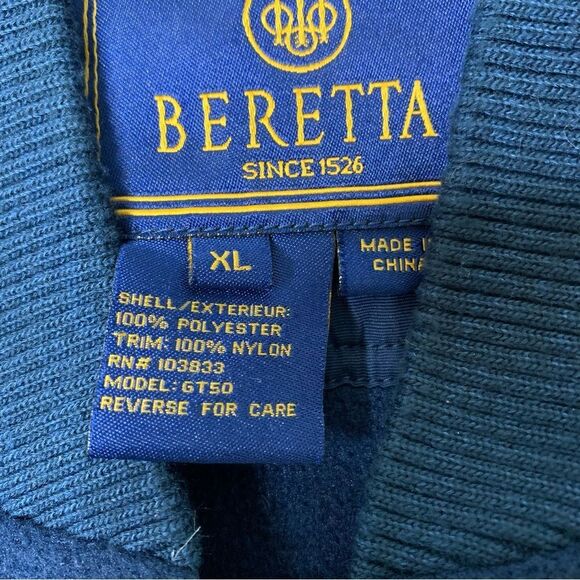 BERETTA
SINCE 1526
XL
MADE IN
CHINA
SHELL/EXTERIEUR:
100% POLYESTER
TRIM: 100% NYLON
RN# 103833
MODEL: GT50
REVERSE FOR CARE